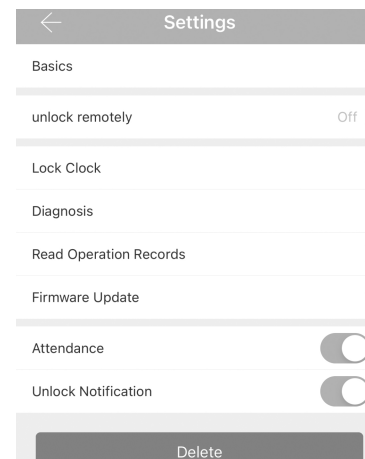 Settings
Basics
unlock remotely Off
Lock Clock
Diagnosis
Read Operation Records
Firmware Update
Attendance
Unlock Notification
Delete